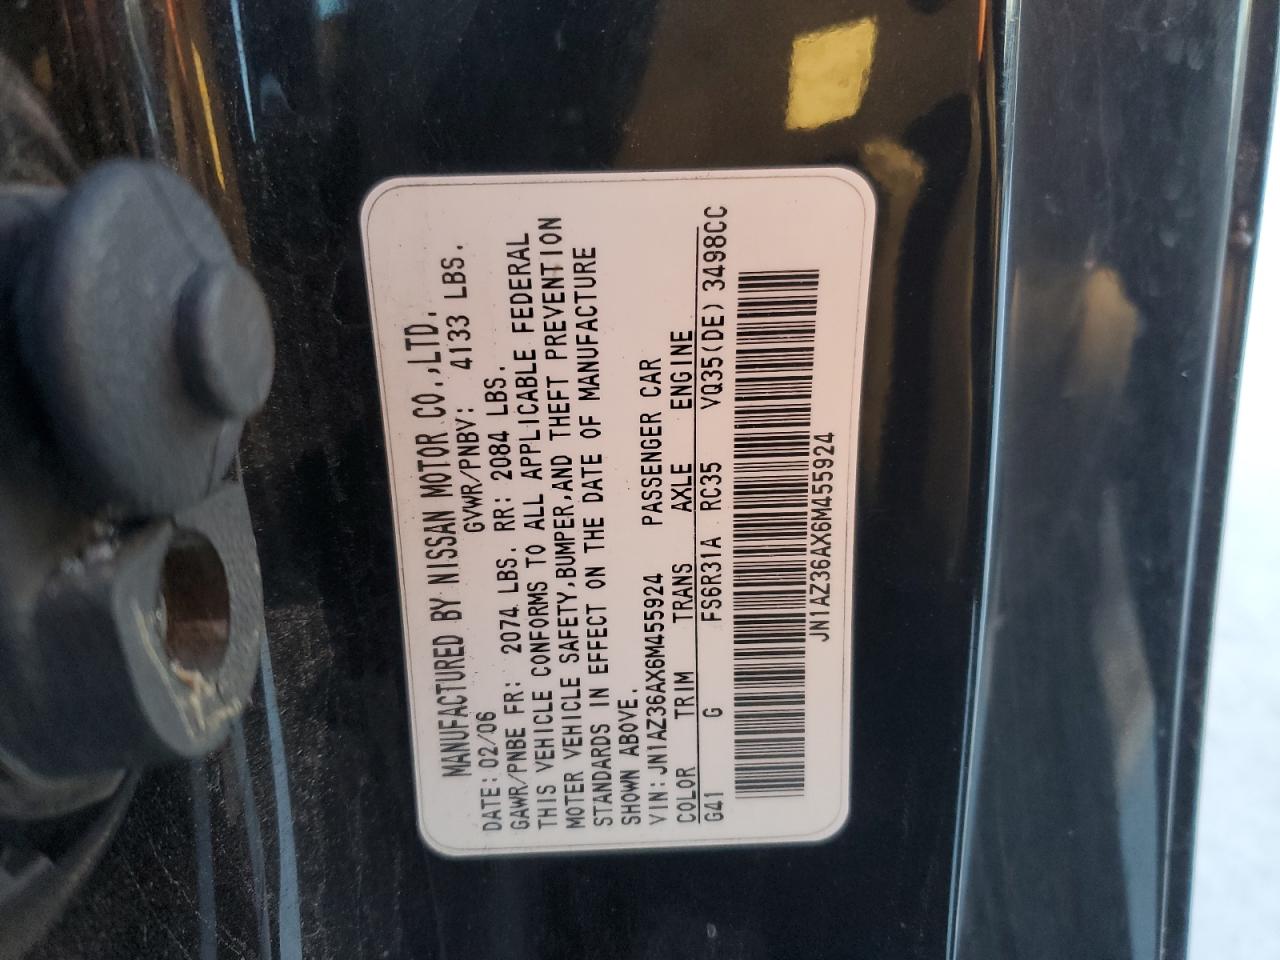 MANUFACTURED BY NISSAN MOTOR CO.,LTD.
DATE:02/06 GVWR/PNBV: 4133 LBS.
GAWR/PNBE FR: 2074 LBS. RR: 2084 LBS.
THIS VEHICLE CONFORMS TO ALL APPLICABLE FEDERAL
MOTER VEHICLE SAFETY,BUMPER,AND THEFT PREVENTION
STANDARDS IN EFFECT ON THE DATE OF MANUFACTURE
SHOWN ABOVE.
VIN:JN1AZ36AX6M455924 PASSENGER CAR
COLOR TRIM TRANS AXLE ENGINE
G41 G FS6R31A RC35 VQ35(DE)3498CC
JN1AZ36AX6M455924